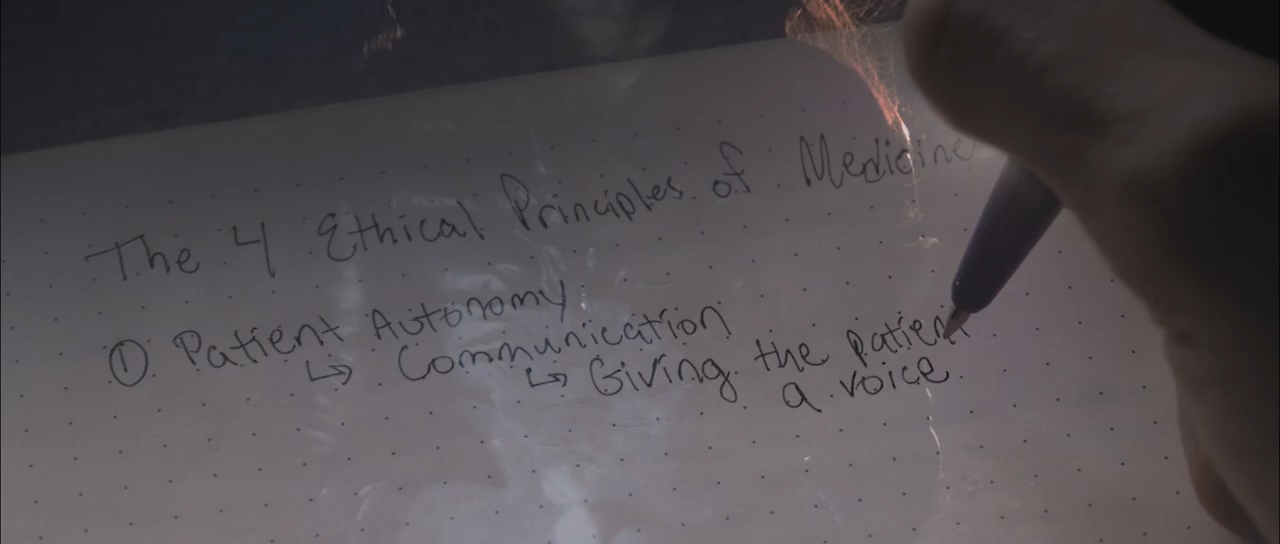 The 4 Ethical Principles of Medicine
① Patient Autonomy
↳ Communication
↳ Giving the patient
a voice